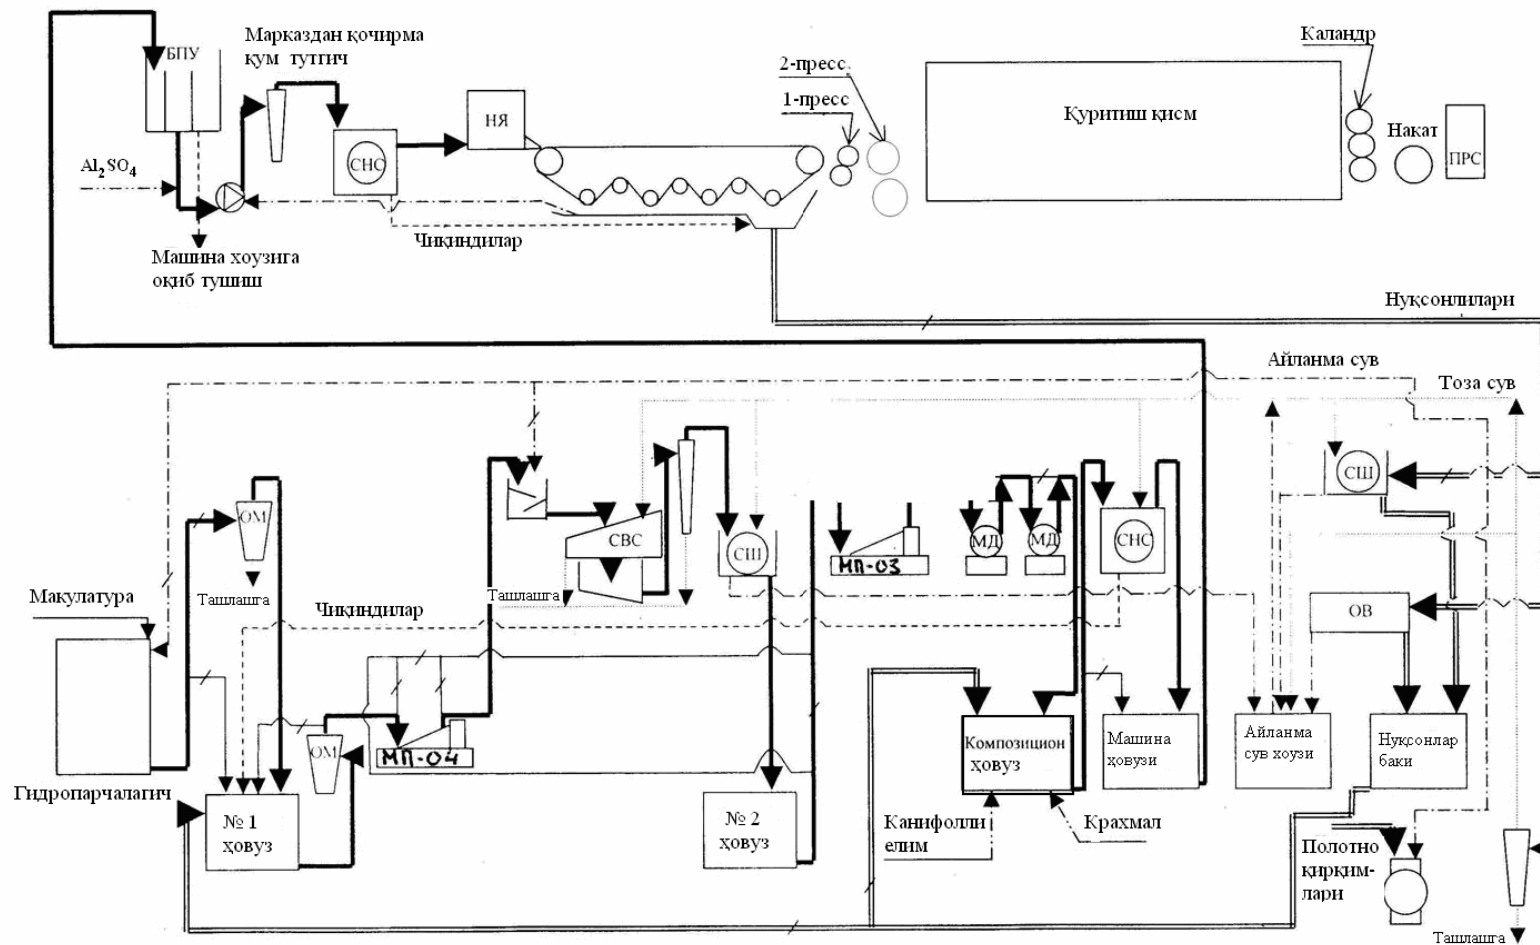 БПУ
Марказдан қочирма
қум тутгич
Al2SO4
СНС
НЯ
Чиқиндилар
Машина хоузига
оқиб тушиш
2-пресс
1-пресс
Қуритиш қисм
Каландр
Накат
ПРС
Нуқсонлилари
Айланма сув
Тоза сув
Макулатура
ОМ
Ташлашга
Чиқиндилар
СВС
Ташлашга
СШ
МП-03
МД
МД
СНС
СШ
ОВ
Гидропарчалагич
№ 1
ҳовуз
ОМ
МП-04
№ 2
ҳовуз
Композицион
ҳовуз
Машина
ҳовузи
Айланма
сув хоузи
Нуқсонлар
баки
Канифолли
елим
Крахмал
Полотно
қирқим-
лари
Ташлашга